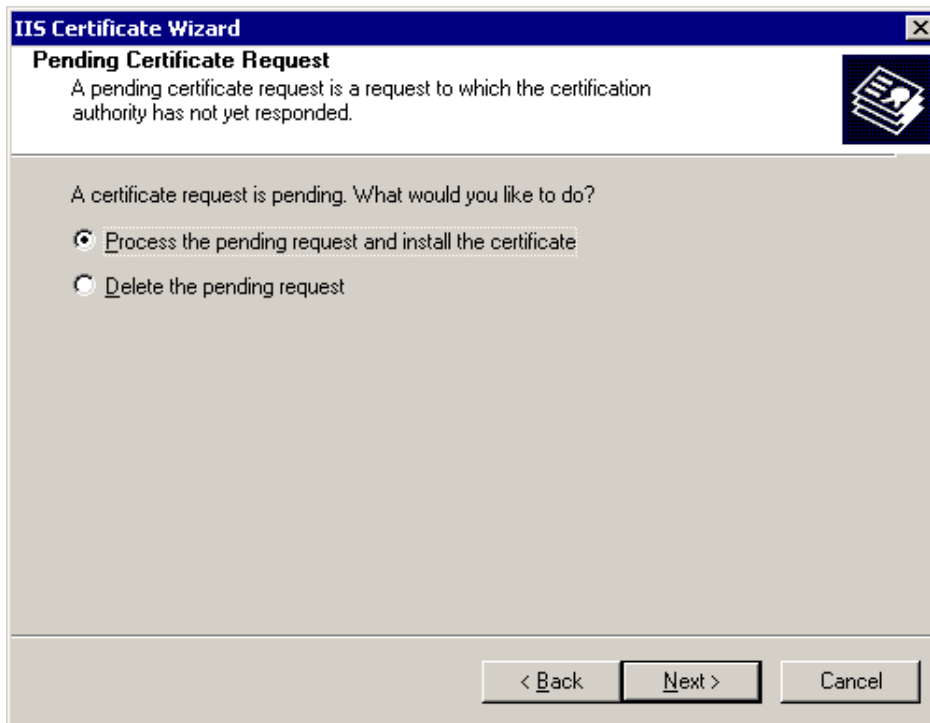 IIS Certificate Wizard
Pending Certificate Request
A pending certificate request is a request to which the certification
authority has not yet responded.
A certificate request is pending. What would you like to do?
Process the pending request and install the certificate
Delete the pending request
< Back
Next >
Cancel